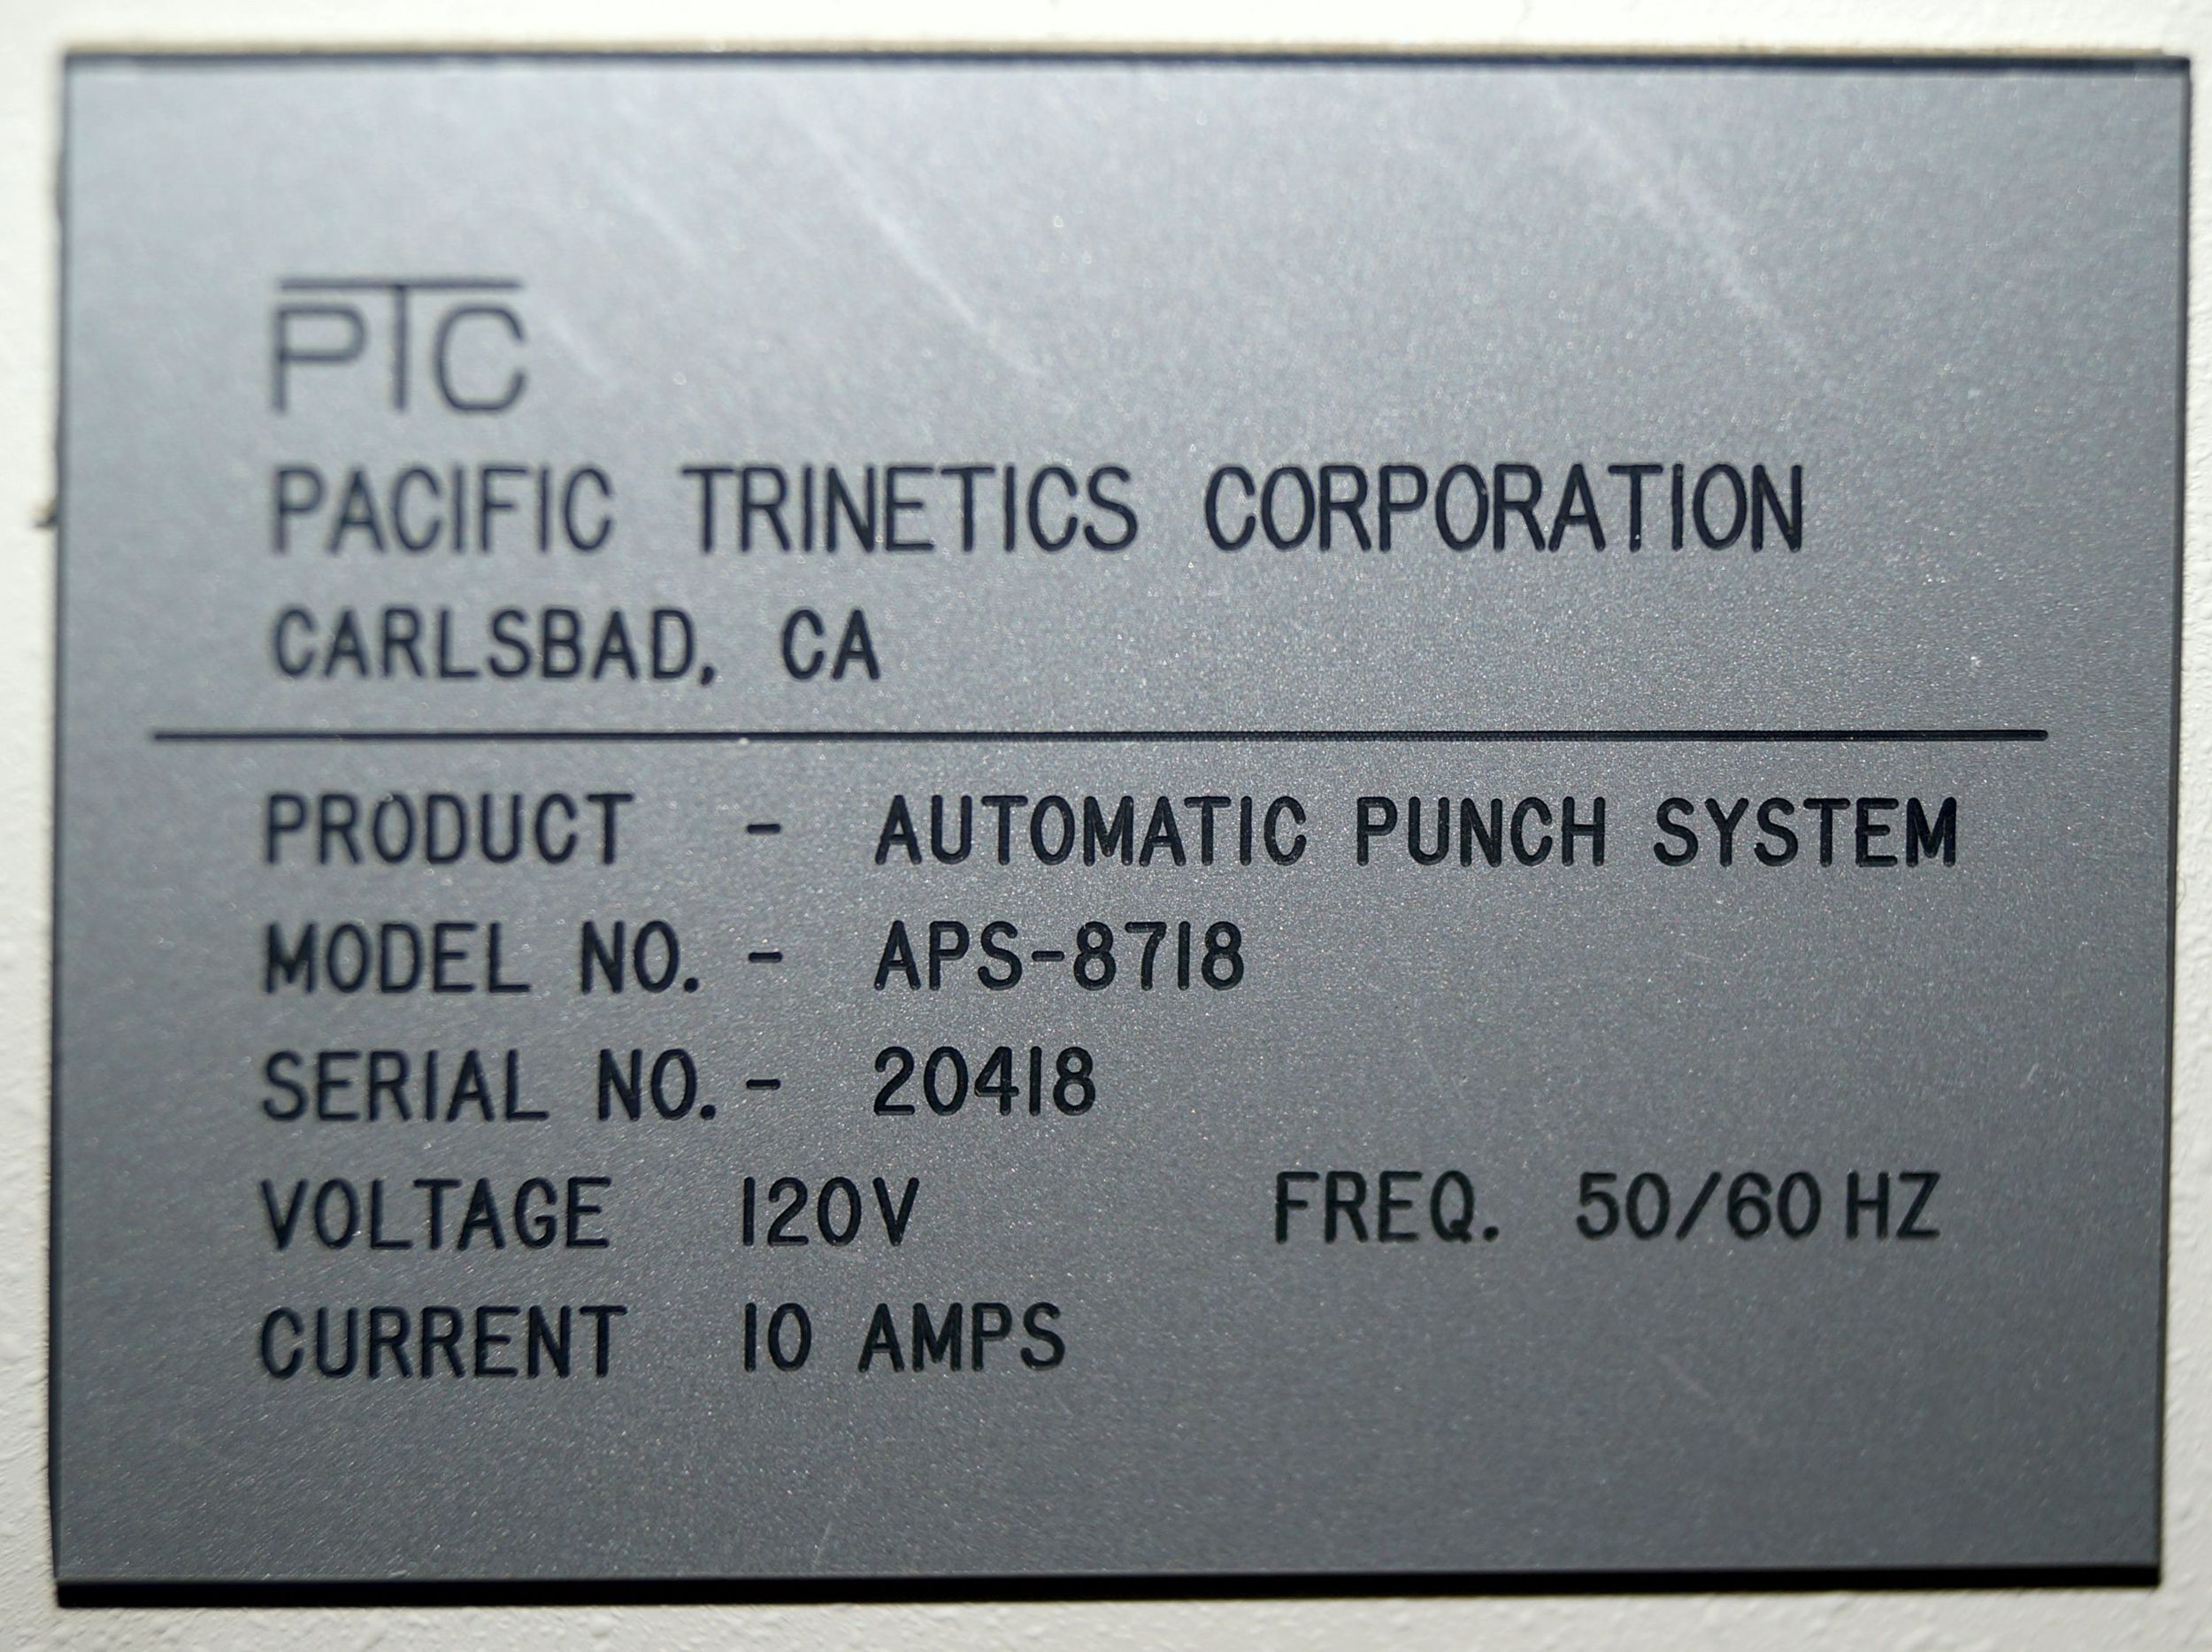 PTC
PACIFIC TRINETICS CORPORATION
CARLSBAD, CA
PRODUCT - AUTOMATIC PUNCH SYSTEM
MODEL NO. - APS-8718
SERIAL NO. - 20418
VOLTAGE 120V FREQ. 50/60 HZ
CURRENT 10 AMPS